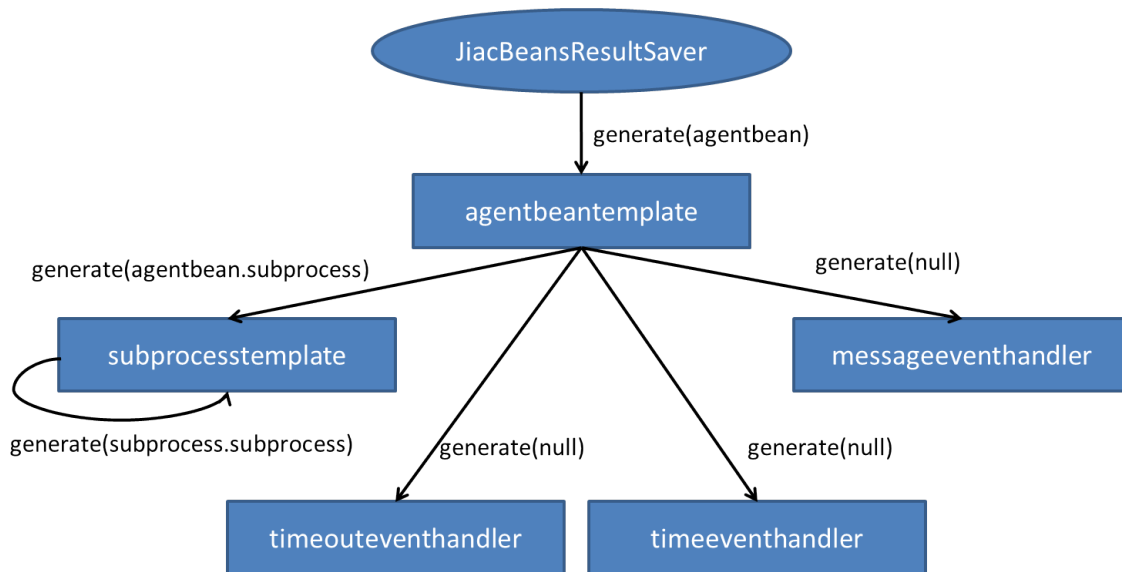 JiacBeansResultSaver
generate(agentbean)
agentbeantemplate
generate(agentbean.subprocess)
generate(null)
subprocesstemplate
messageeventhandler
generate(subprocess.subprocess)
generate(null)
generate(null)
timeouteventhandler
timeeventhandler